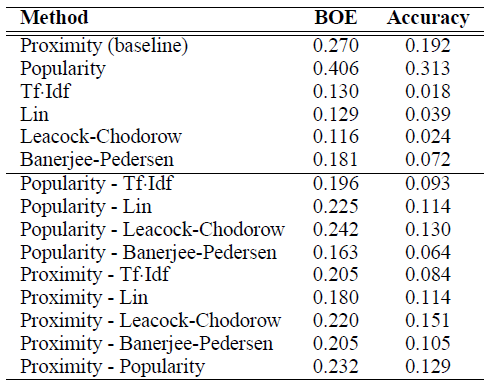 Method BOE Accuracy
Proximity (baseline) 0.270 0.192
Popularity 0.406 0.313
Tf·Idf 0.130 0.018
Lin 0.129 0.039
Leacock-Chodorow 0.116 0.024
Banerjee-Pedersen 0.181 0.072
Popularity - Tf·Idf 0.196 0.093
Popularity - Lin 0.225 0.114
Popularity - Leacock-Chodorow 0.242 0.130
Popularity - Banerjee-Pedersen 0.163 0.064
Proximity - Tf·Idf 0.205 0.084
Proximity - Lin 0.180 0.114
Proximity - Leacock-Chodorow 0.220 0.151
Proximity - Banerjee-Pedersen 0.205 0.105
Proximity - Popularity 0.232 0.129